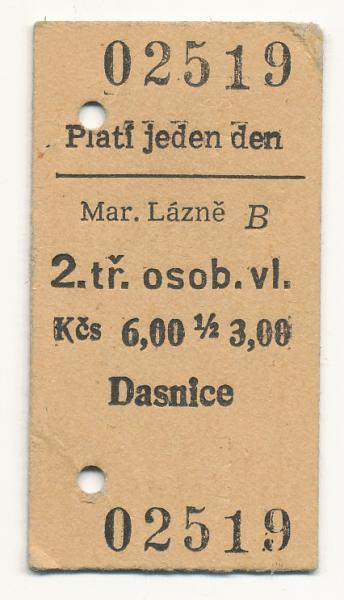 02519
Platí jeden den
Mar. Lázně B
2. tř. osob. vl.
Kčs 6,00 ½ 3,00
Dasnice
02519